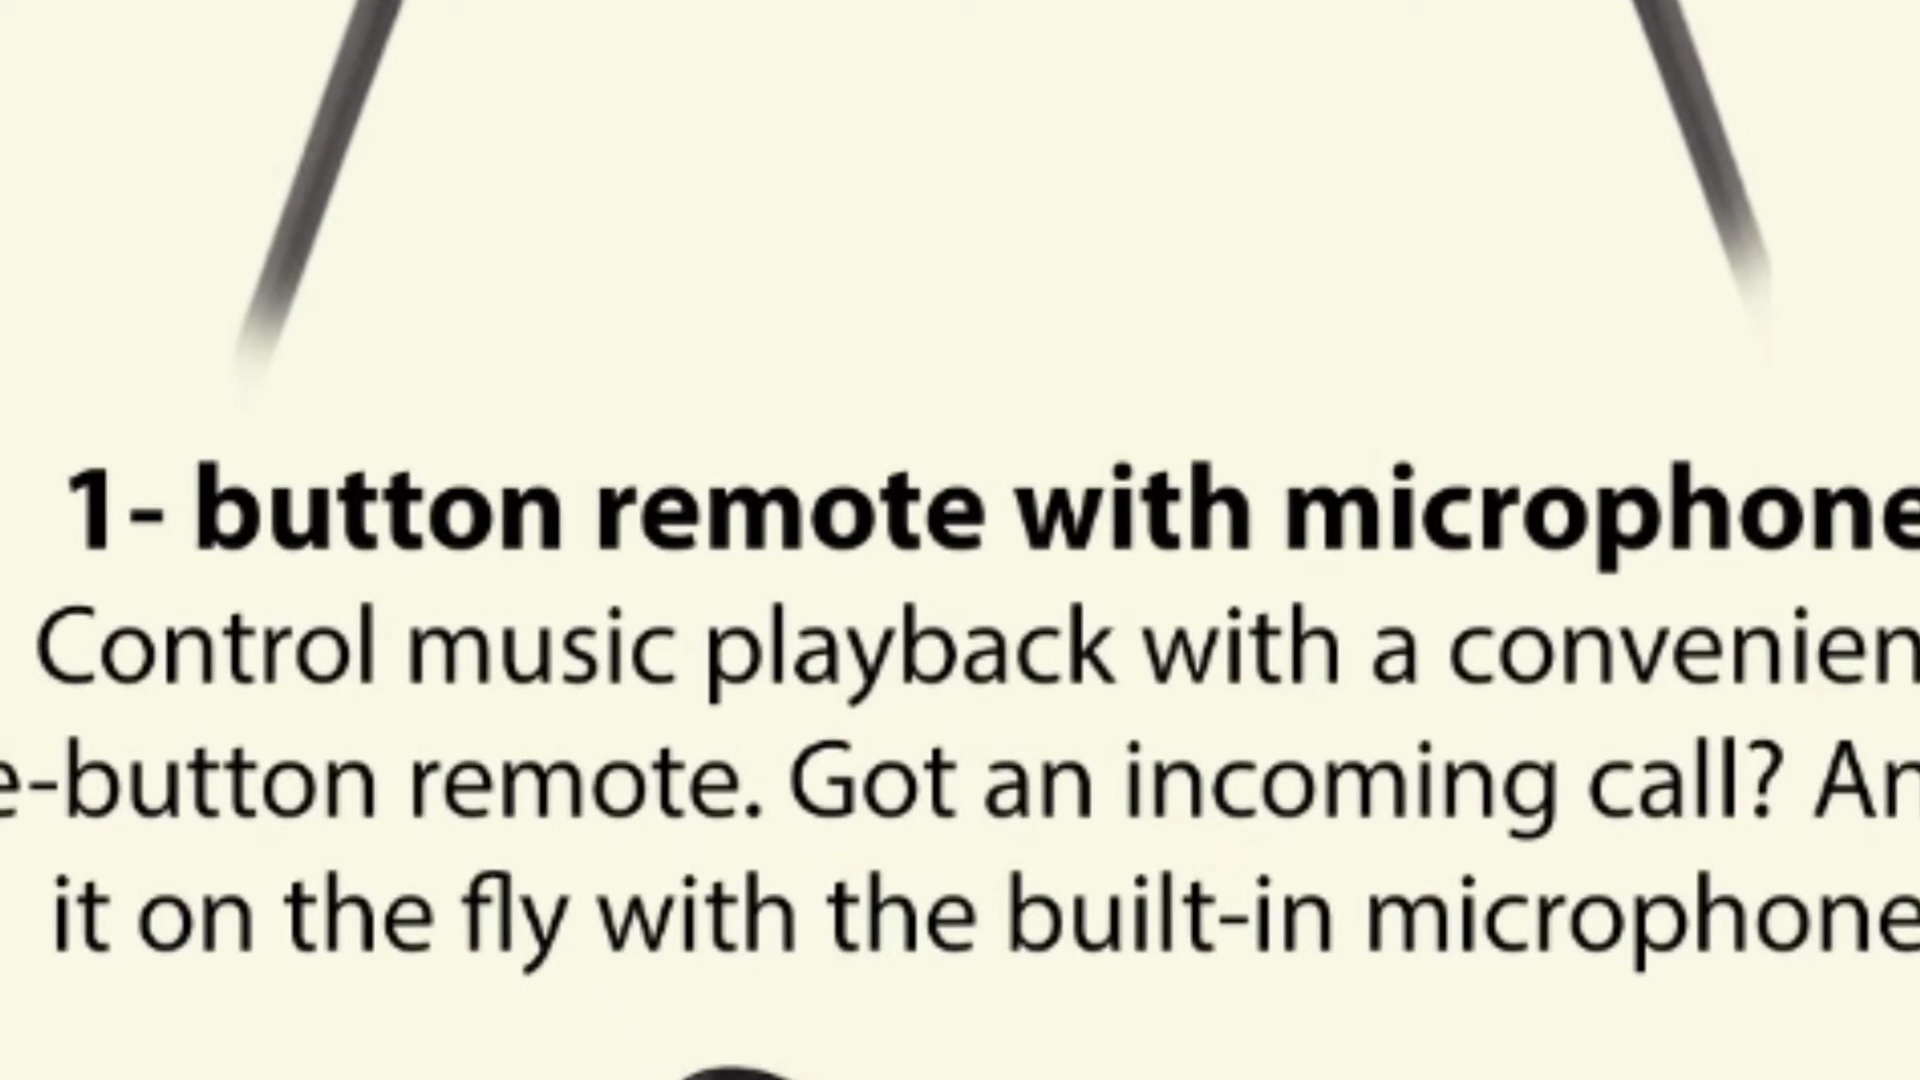 1- button remote with microphone
Control music playback with a convenien
e-button remote. Got an incoming call? An
it on the fly with the built-in microphone